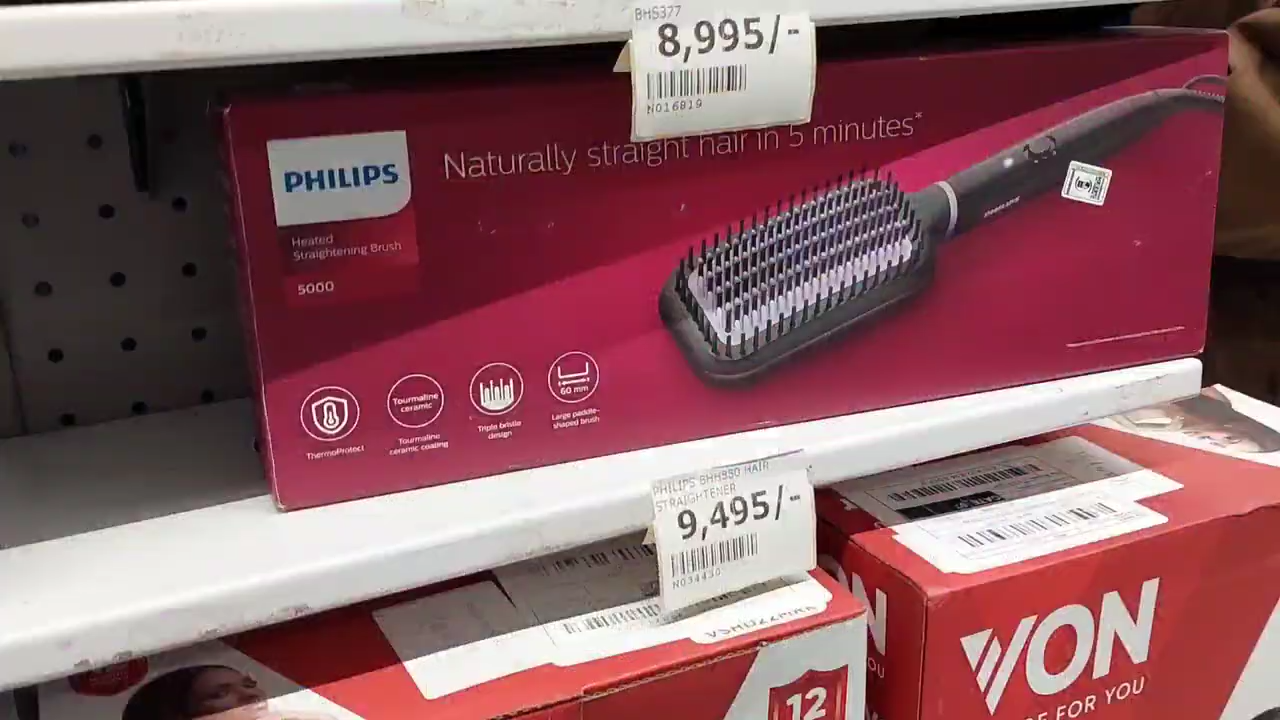 BHS377
8,995/-
N016819
PHILIPS
Naturally straight hair in 5 minutes*
Heated
Straightening Brush
5000
ThermoProtect
Tourmaline
ceramic
Tourmaline
ceramic coating
Triple bristle
design
60 mm
Large paddle-
shaped brush
PHILIPS BHH880 HAIR
STRAIGHTENER
9,495/-
N034430
VON
FOR YOU
12